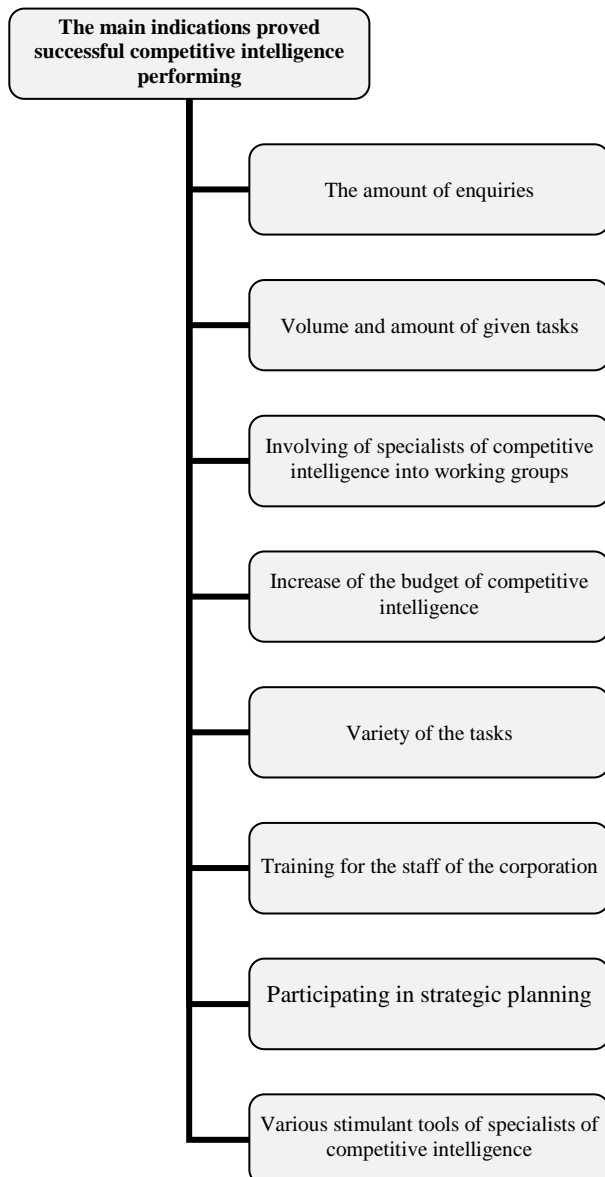 The main indications proved
successful competitive intelligence
performing
The amount of enquiries
Volume and amount of given tasks
Involving of specialists of competitive
intelligence into working groups
Increase of the budget of competitive
intelligence
Variety of the tasks
Training for the staff of the corporation
Participating in strategic planning
Various stimulant tools of specialists of
competitive intelligence